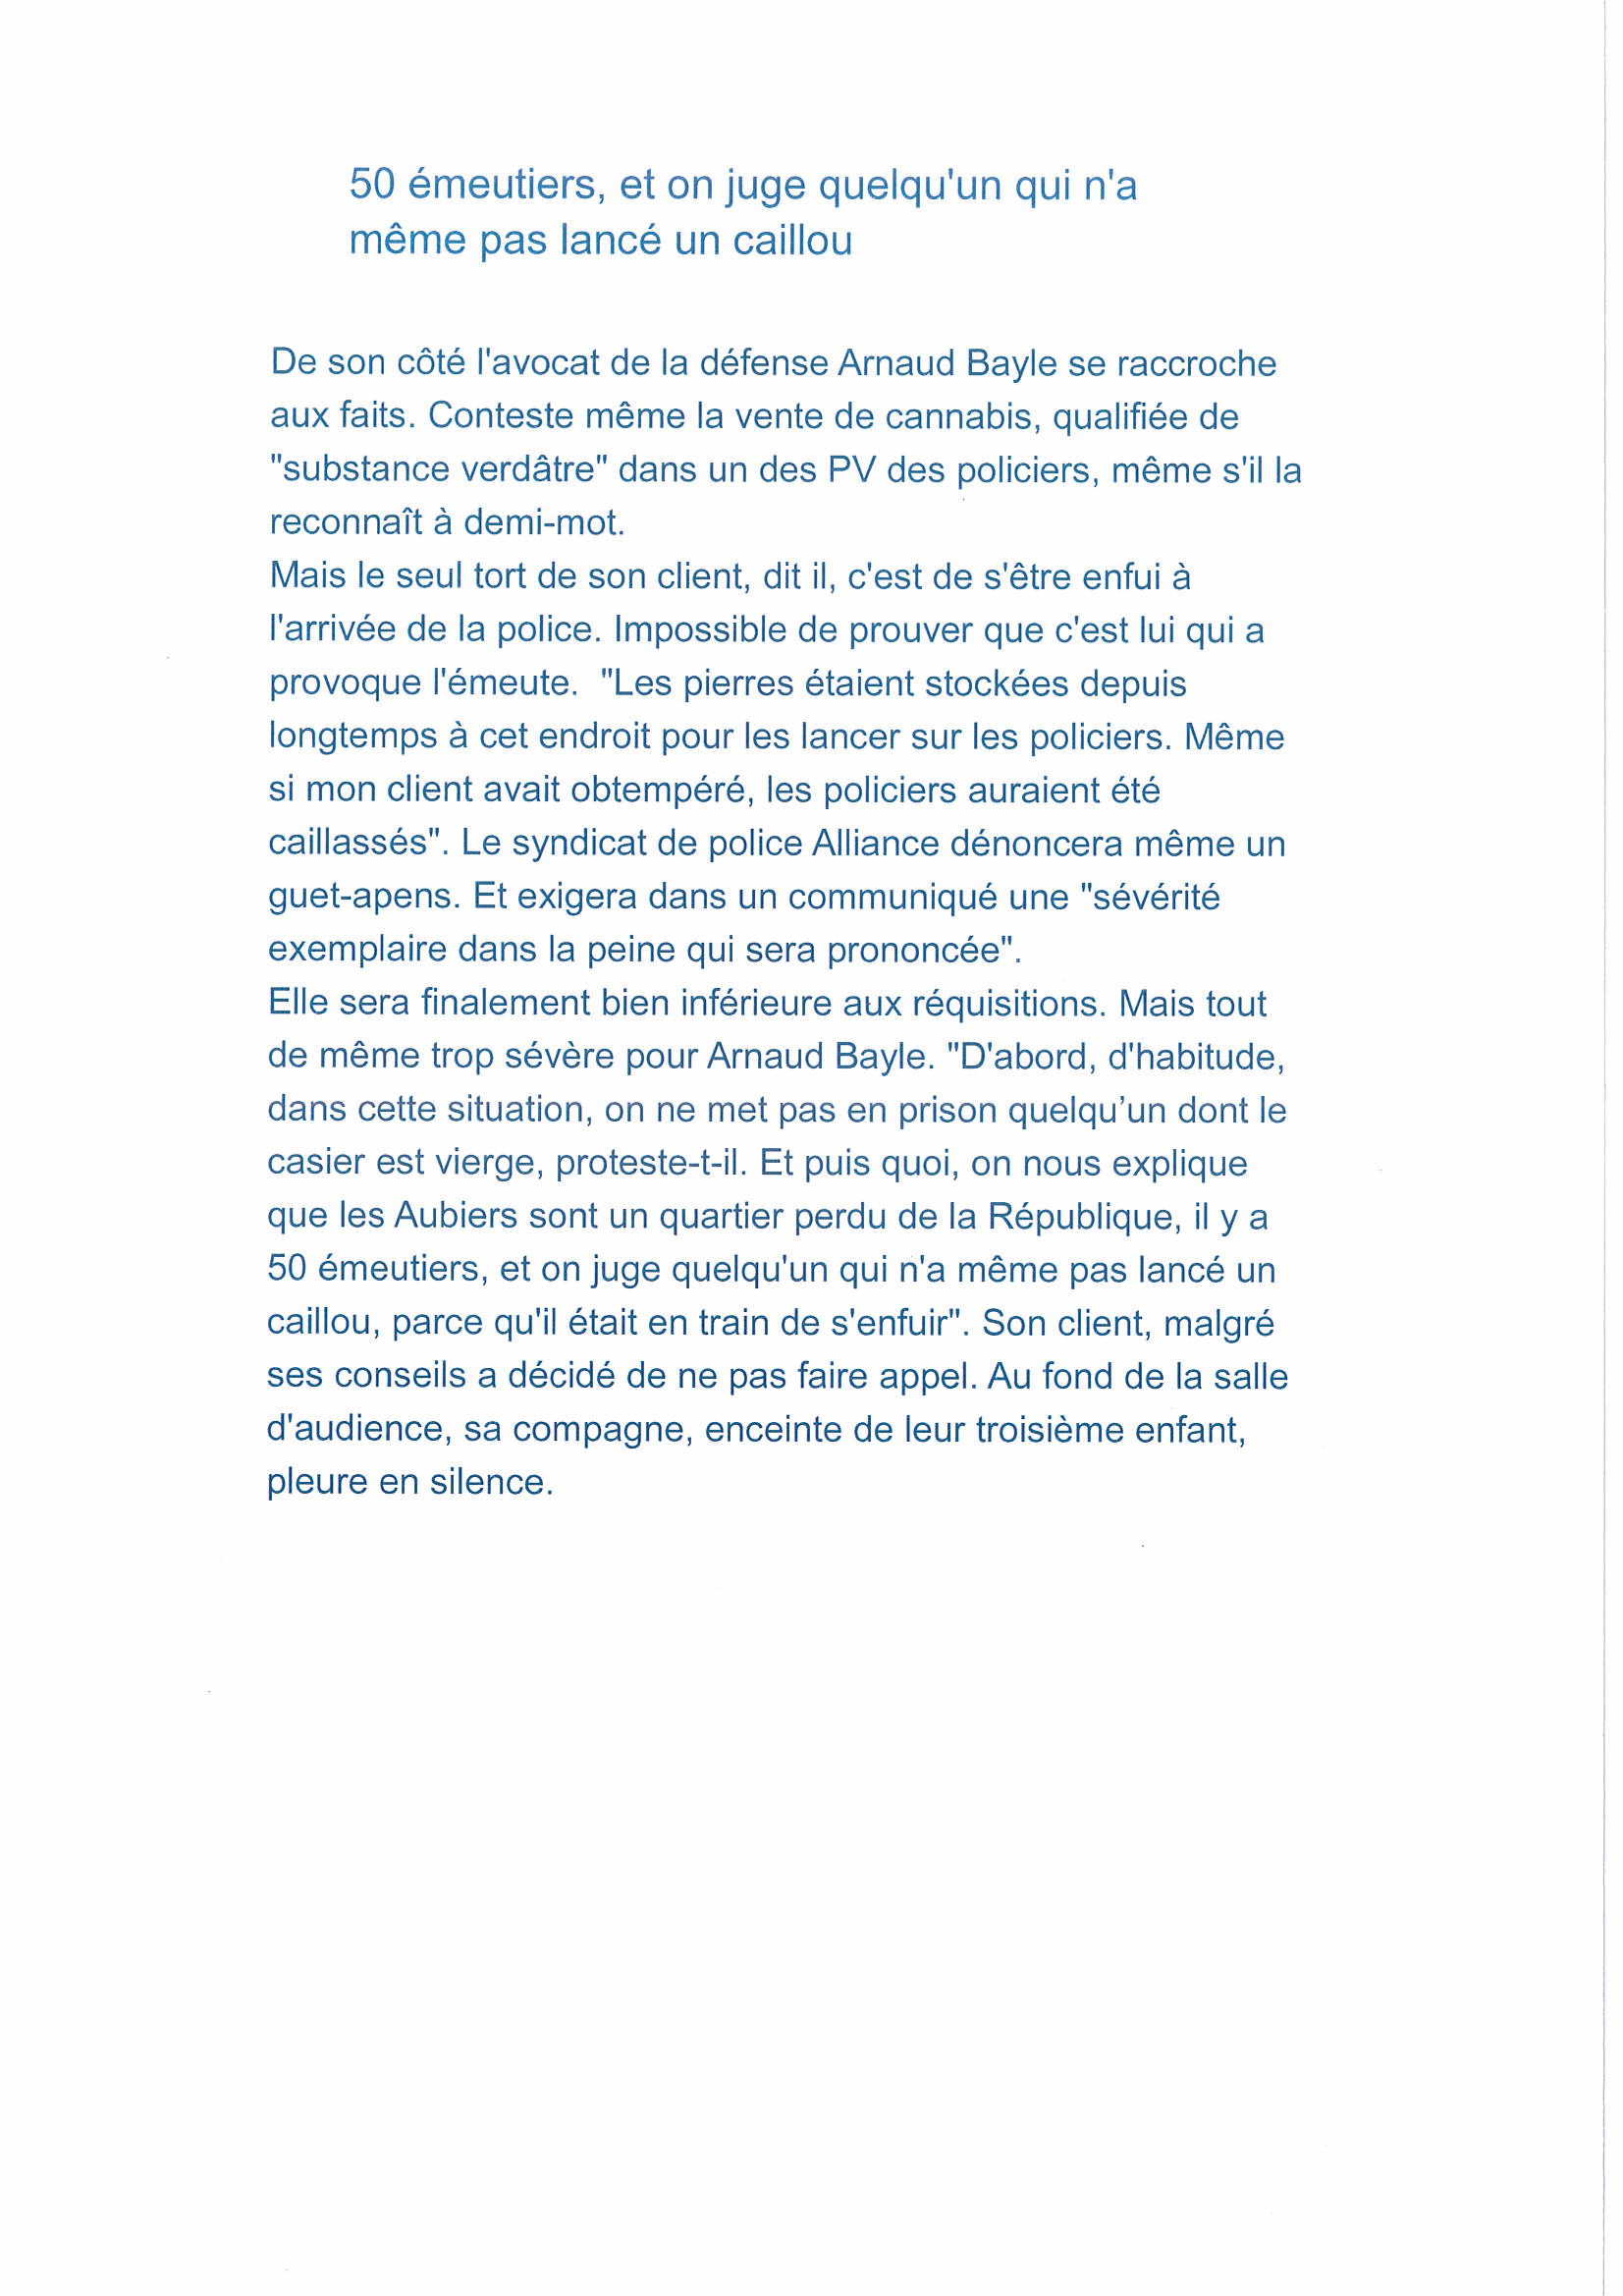 50 émeutiers, et on juge quelqu'un qui n'a
même pas lancé un caillou
De son côté l'avocat de la défense Arnaud Bayle se raccroche
aux faits. Conteste même la vente de cannabis, qualifiée de
"substance verdâtre" dans un des PV des policiers, même s'il la
reconnaît à demi-mot.
Mais le seul tort de son client, dit il, c'est de s'être enfui à
l'arrivée de la police. Impossible de prouver que c'est lui qui a
provoque l'émeute.  "Les pierres étaient stockées depuis
longtemps à cet endroit pour les lancer sur les policiers. Même
si mon client avait obtempéré, les policiers auraient été
caillassés". Le syndicat de police Alliance dénoncera même un
guet-apens. Et exigera dans un communiqué une "sévérité
exemplaire dans la peine qui sera prononcée".
Elle sera finalement bien inférieure aux réquisitions. Mais tout
de même trop sévère pour Arnaud Bayle. "D'abord, d'habitude,
dans cette situation, on ne met pas en prison quelqu’un dont le
casier est vierge, proteste-t-il. Et puis quoi, on nous explique
que les Aubiers sont un quartier perdu de la République, il y a
50 émeutiers, et on juge quelqu'un qui n'a même pas lancé un
caillou, parce qu'il était en train de s'enfuir". Son client, malgré
ses conseils a décidé de ne pas faire appel. Au fond de la salle
d'audience, sa compagne, enceinte de leur troisième enfant,
pleure en silence.